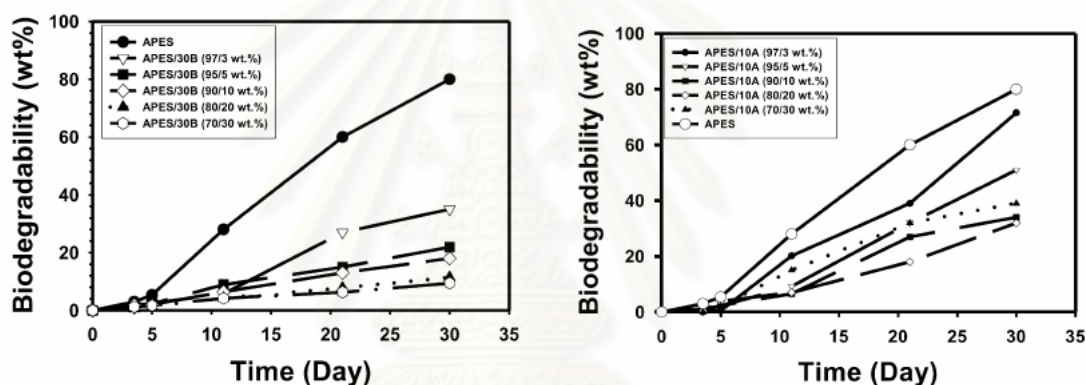 100
80
60
40
20
0
Biodegradability (wt%)
APES
APES/30B (97/3 wt.%)
APES/30B (95/5 wt.%)
APES/30B (90/10 wt.%)
APES/30B (80/20 wt.%)
APES/30B (70/30 wt.%)
0 5 10 15 20 25 30 35
Time (Day)
100
80
60
40
20
0
Biodegradability (wt%)
APES/10A (97/3 wt.%)
APES/10A (95/5 wt.%)
APES/10A (90/10 wt.%)
APES/10A (80/20 wt.%)
APES/10A (70/30 wt.%)
APES
0 5 10 15 20 25 30 35
Time (Day)